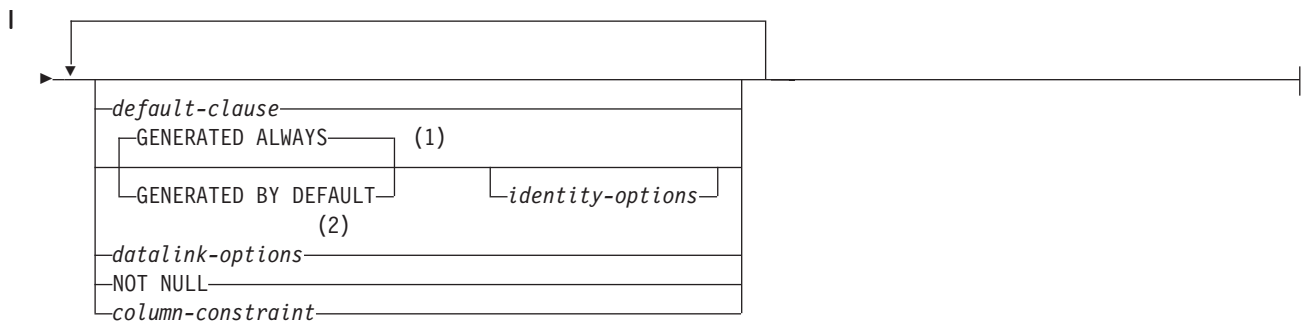 default-clause
GENERATED ALWAYS (1)
GENERATED BY DEFAULT identity-options
(2)
datalink-options
NOT NULL
column-constraint